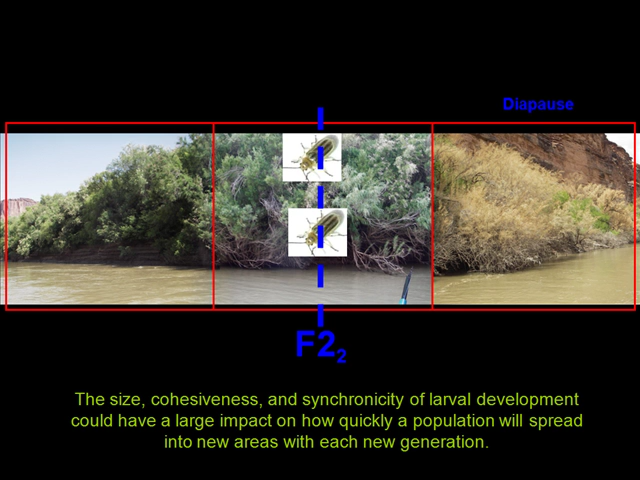 Diapause
F2₂
The size, cohesiveness, and synchronicity of larval development
could have a large impact on how quickly a population will spread
into new areas with each new generation.